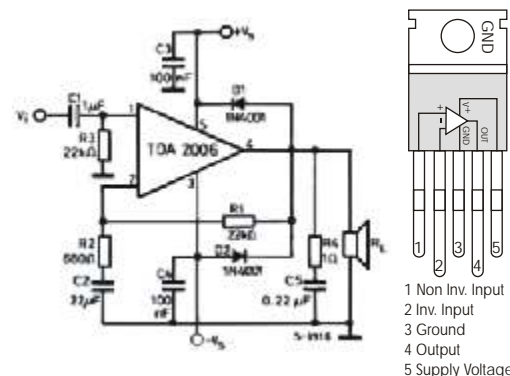 +Vs
C3
100nF
D1
1N4001
C1
1µF
Vi
R3
22kΩ
1
5
TDA 2006
4
2
3
R1
22kΩ
R2
680Ω
C2
22µF
C4
100
nF
D2
1N4001
R4
1Ω
C5
0.22 µF
RL
-Vs
GND
+
-
V+
GND
OUT
1
2
3
4
5
1 Non Inv. Input
2 Inv. Input
3 Ground
4 Output
5 Supply Voltage